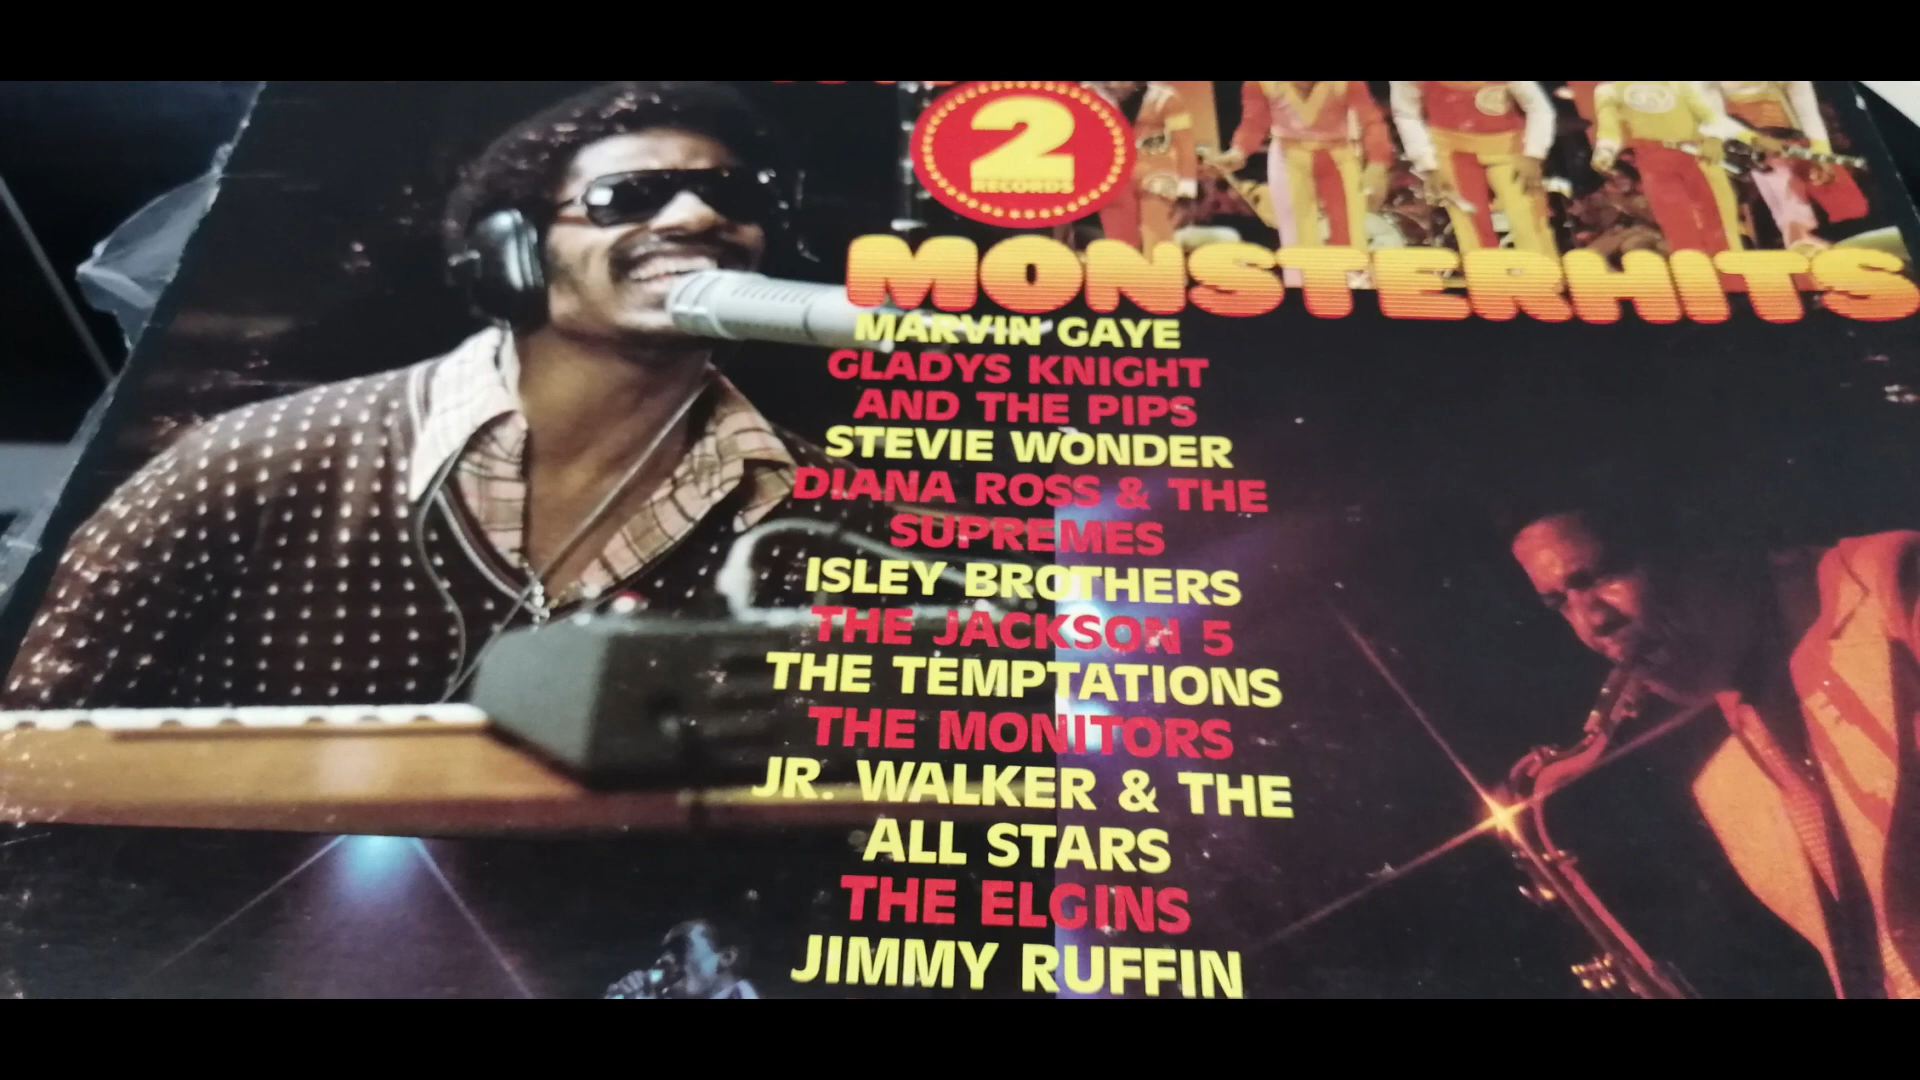 2
RECORDS
MONSTERHITS
MARVIN GAYE
GLADYS KNIGHT
AND THE PIPS
STEVIE WONDER
DIANA ROSS & THE
SUPREMES
ISLEY BROTHERS
THE JACKSON 5
THE TEMPTATIONS
THE MONITORS
JR. WALKER & THE
ALL STARS
THE ELGINS
JIMMY RUFFIN